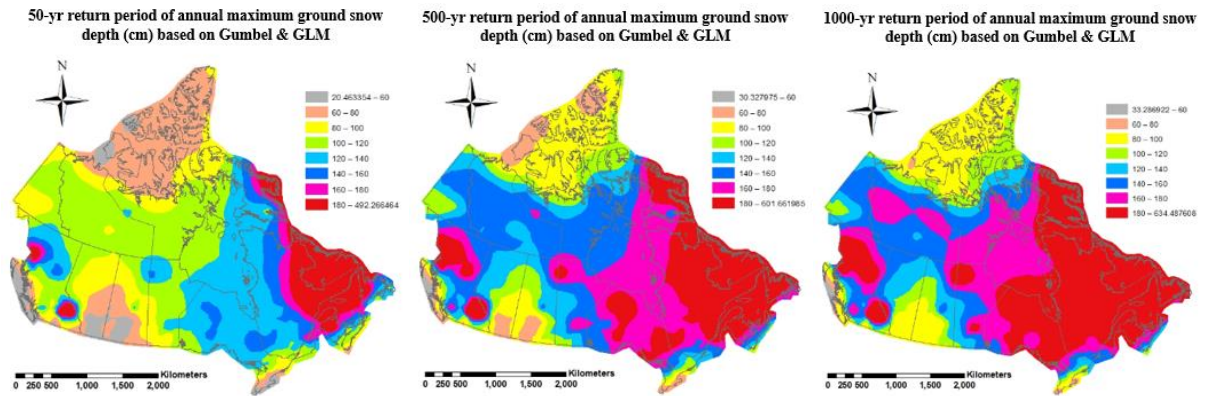 50-yr return period of annual maximum ground snow
depth (cm) based on Gumbel & GLM
N
20.463354 – 60
60 – 80
80 – 100
100 – 120
120 – 140
140 – 160
160 – 180
180 – 492.266464
Kilometers
0 250 500 1,000 1,500 2,000
500-yr return period of annual maximum ground snow
depth (cm) based on Gumbel & GLM
N
30.327975 – 60
60 – 80
80 – 100
100 – 120
120 – 140
140 – 160
160 – 180
180 – 601.661985
Kilometers
0 250 500 1,000 1,500 2,000
1000-yr return period of annual maximum ground snow
depth (cm) based on Gumbel & GLM
N
33.286922 – 60
60 – 80
80 – 100
100 – 120
120 – 140
140 – 160
160 – 180
180 – 634.487608
Kilometers
0 250 500 1,000 1,500 2,000